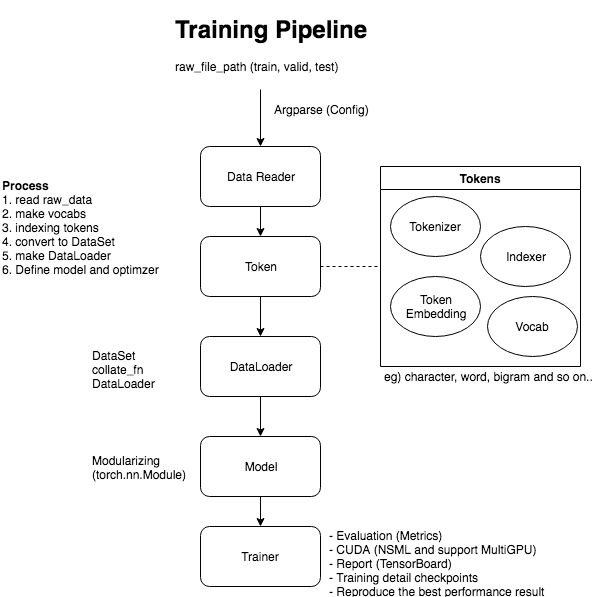 Training Pipeline
raw_file_path (train, valid, test)
Argparse (Config)
Data Reader
Process
1. read raw_data
2. make vocabs
3. indexing tokens
4. convert to DataSet
5. make DataLoader
6. Define model and optimzer
Token
Tokens
Tokenizer
Indexer
Token
Embedding
Vocab
eg) character, word, bigram and so on..
DataSet
collate_fn
DataLoader
DataLoader
Modularizing
(torch.nn.Module)
Model
Trainer
- Evaluation (Metrics)
- CUDA (NSML and support MultiGPU)
- Report (TensorBoard)
- Training detail checkpoints
- Reproduce the best performance result